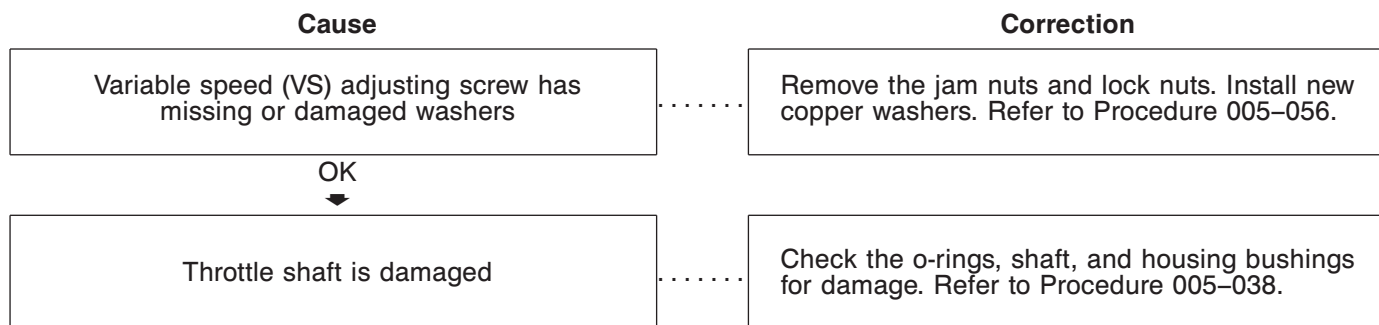 Cause
Correction
Variable speed (VS) adjusting screw has
missing or damaged washers
Remove the jam nuts and lock nuts. Install new
copper washers. Refer to Procedure 005–056.
OK
Throttle shaft is damaged
Check the o-rings, shaft, and housing bushings
for damage. Refer to Procedure 005–038.